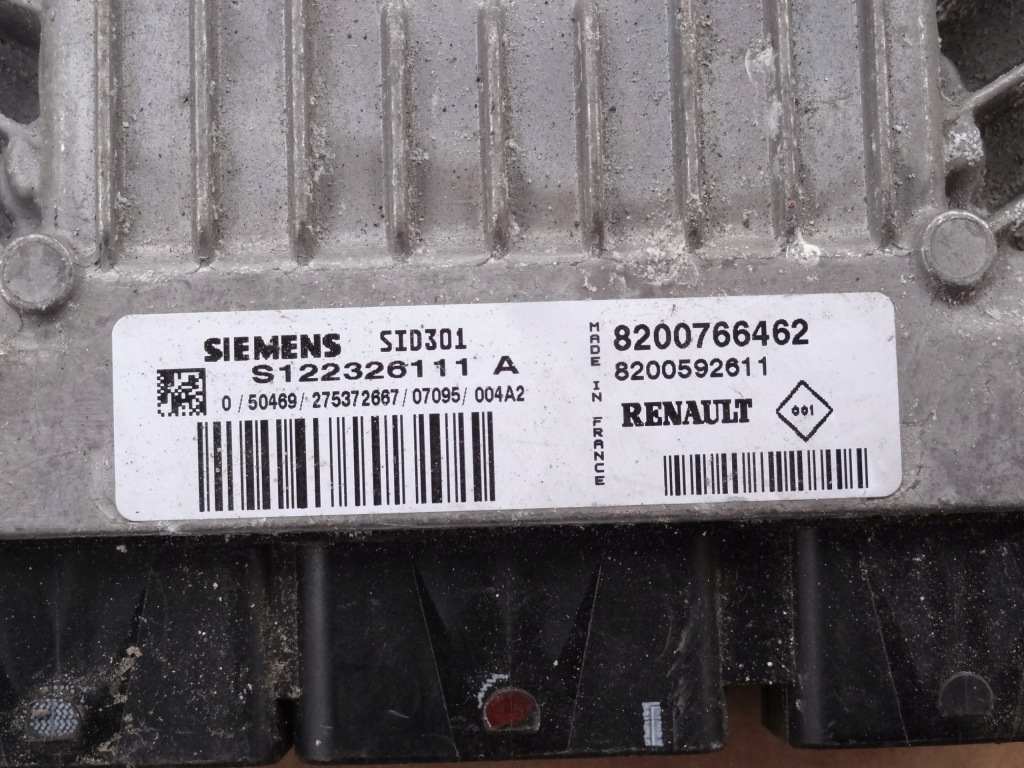 SIEMENS SID301
S122326111 A
0 / 50469 / 275372667 / 07095 / 004A2
MADE IN FRANCE
8200766462
8200592611
RENAULT
001